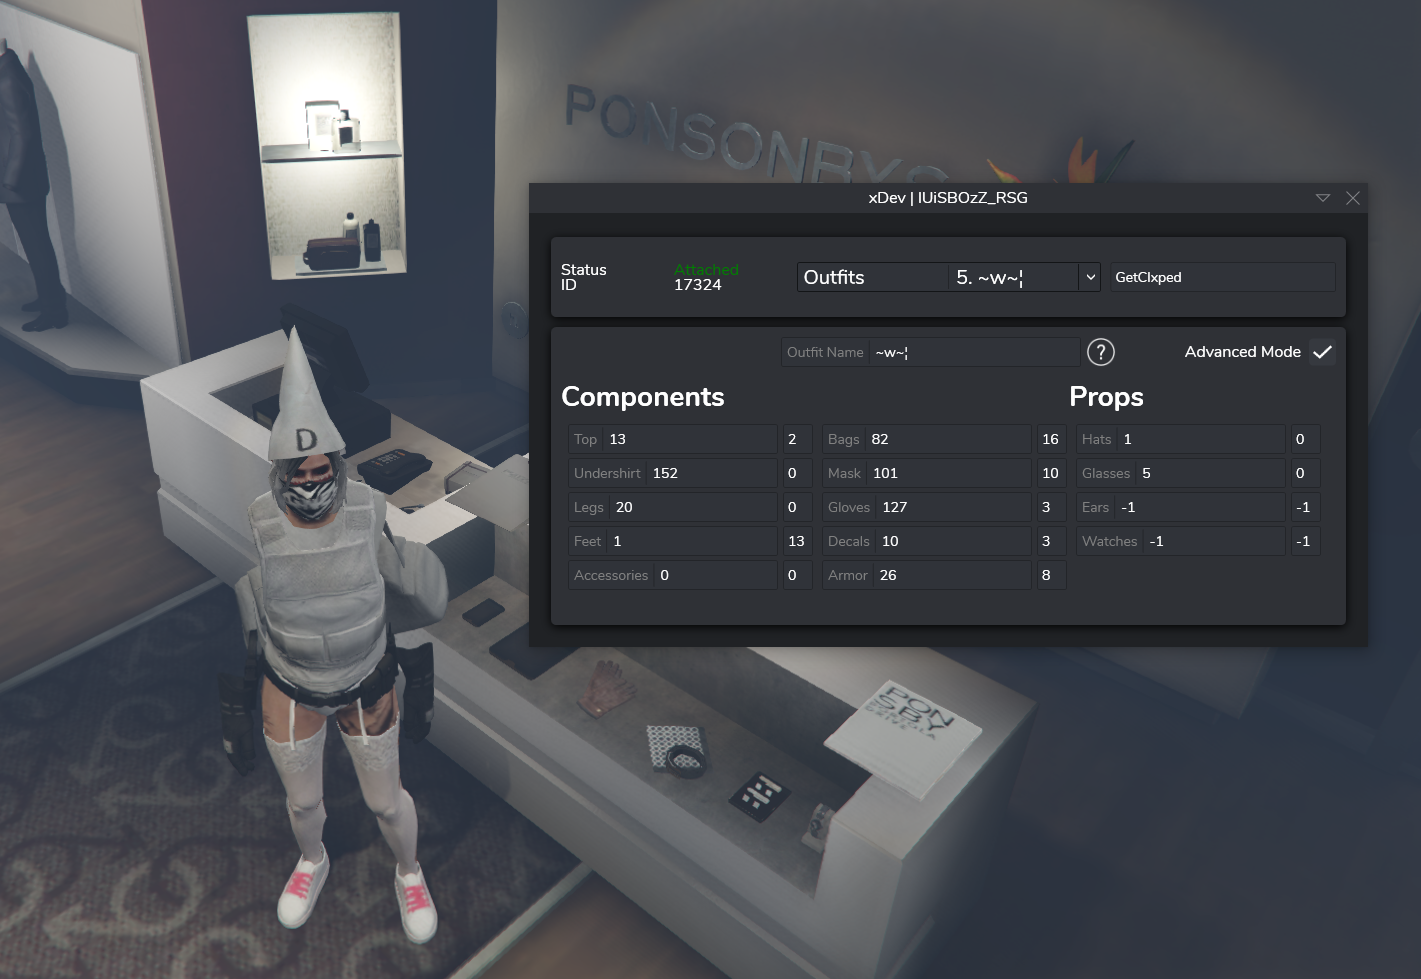 PONSONBYS
xDev | IUiSBOzZ_RSG
Status Attached
ID 17324
Outfits 5. ~w~¦
GetClxped
Outfit Name ~w~¦
?
Advanced Mode
Components
Props
Top 13 2 Bags 82 16 Hats 1 0
Undershirt 152 0 Mask 101 10 Glasses 5 0
Legs 20 0 Gloves 127 3 Ears -1 -1
Feet 1 13 Decals 10 3 Watches -1 -1
Accessories 0 0 Armor 26 8
D
PON
SBY